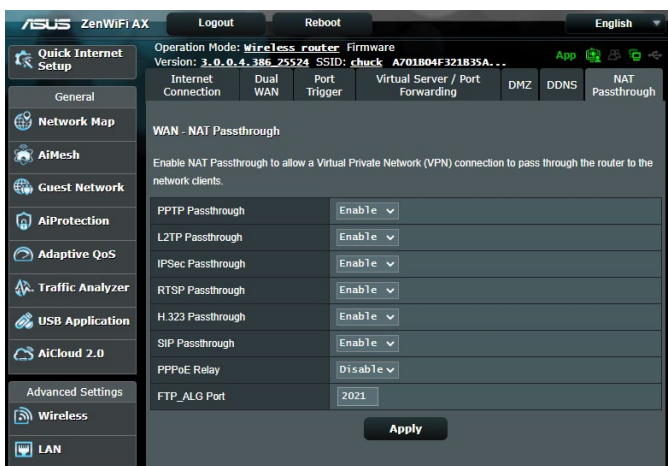 ASUS ZenWiFi AX Logout Reboot English
Quick Internet Setup
Operation Mode: Wireless router Firmware
Version: 3.0.0.4.386_25524 SSID: chuck A701B04F321B35A...
App
Internet Connection Dual WAN Port Trigger Virtual Server / Port Forwarding DMZ DDNS NAT Passthrough
General
Network Map
AiMesh
Guest Network
AiProtection
Adaptive QoS
Traffic Analyzer
USB Application
AiCloud 2.0
Advanced Settings
Wireless
LAN
WAN - NAT Passthrough
Enable NAT Passthrough to allow a Virtual Private Network (VPN) connection to pass through the router to the
network clients.
PPTP Passthrough Enable
L2TP Passthrough Enable
IPSec Passthrough Enable
RTSP Passthrough Enable
H.323 Passthrough Enable
SIP Passthrough Enable
PPPoE Relay Disable
FTP_ALG Port 2021
Apply